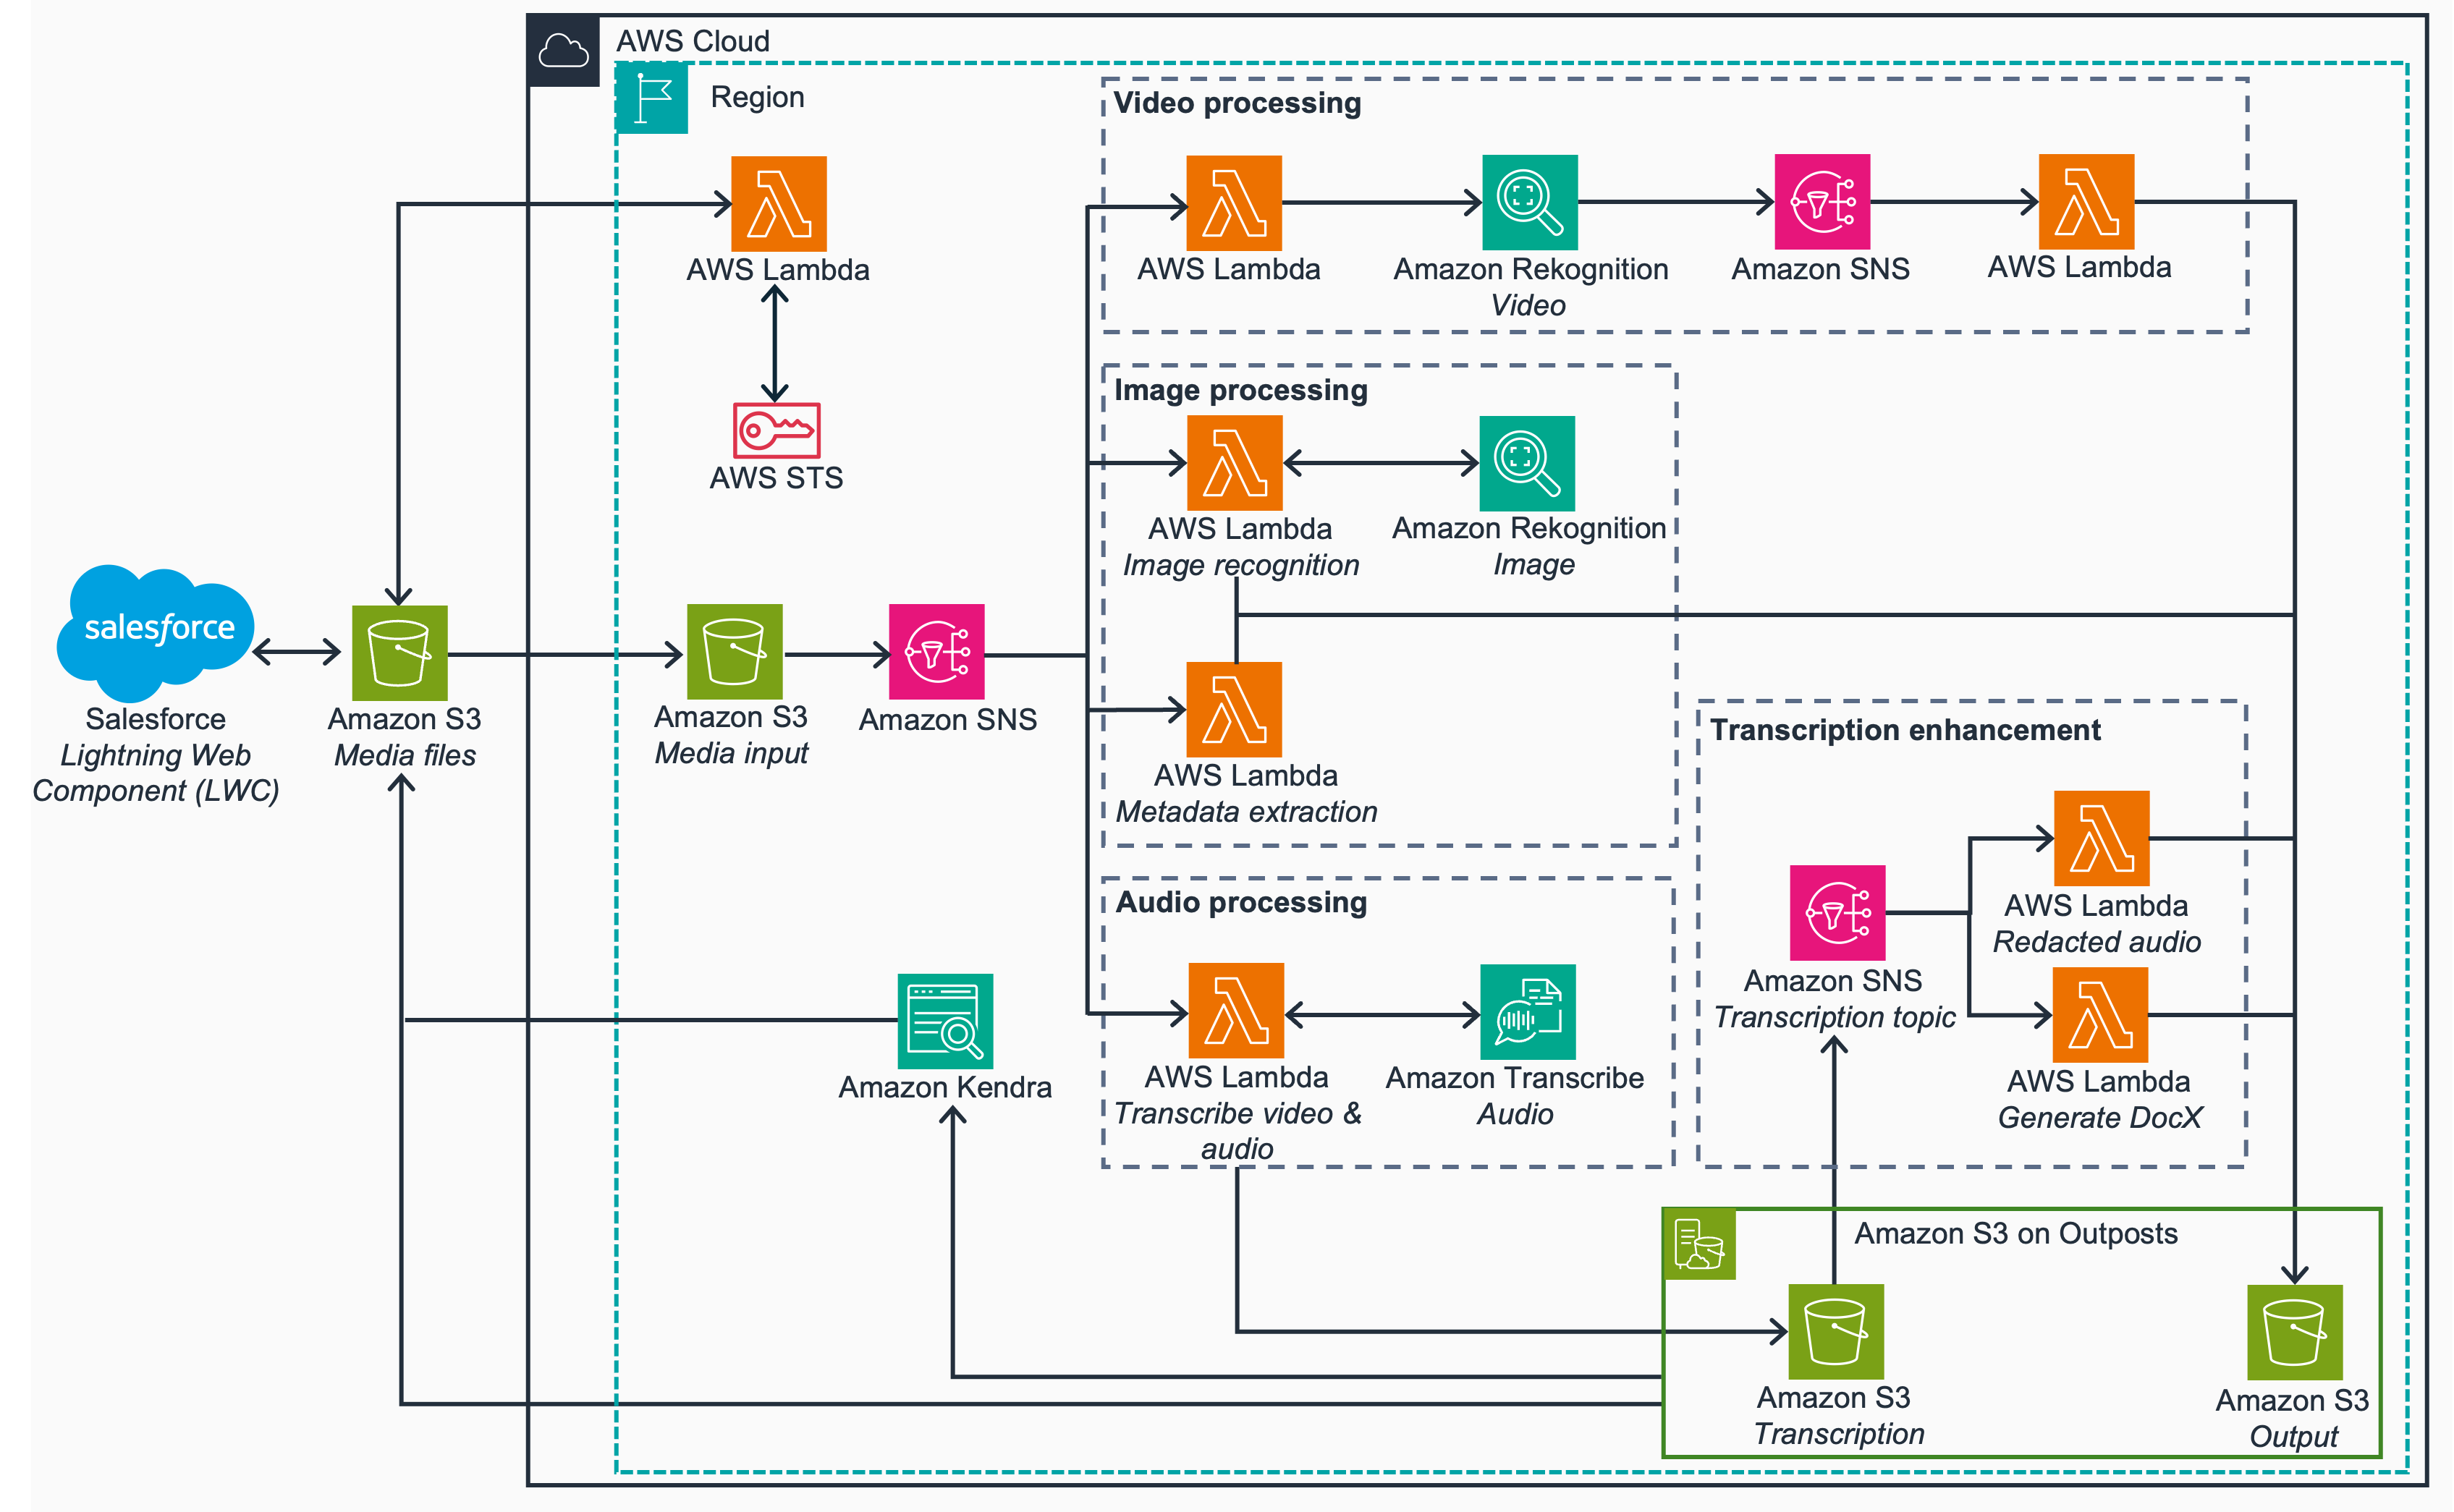 AWS Cloud
Region
Video processing
AWS Lambda
AWS Lambda
Amazon Rekognition
Video
Amazon SNS
AWS Lambda
AWS STS
Image processing
AWS Lambda
Image recognition
Amazon Rekognition
Image
salesforce
Salesforce
Lightning Web
Component (LWC)
Amazon S3
Media files
Amazon S3
Media input
Amazon SNS
AWS Lambda
Metadata extraction
Transcription enhancement
Amazon SNS
Transcription topic
AWS Lambda
Redacted audio
AWS Lambda
Generate DocX
Audio processing
AWS Lambda
Transcribe video &
audio
Amazon Transcribe
Audio
Amazon Kendra
Amazon S3 on Outposts
Amazon S3
Transcription
Amazon S3
Output